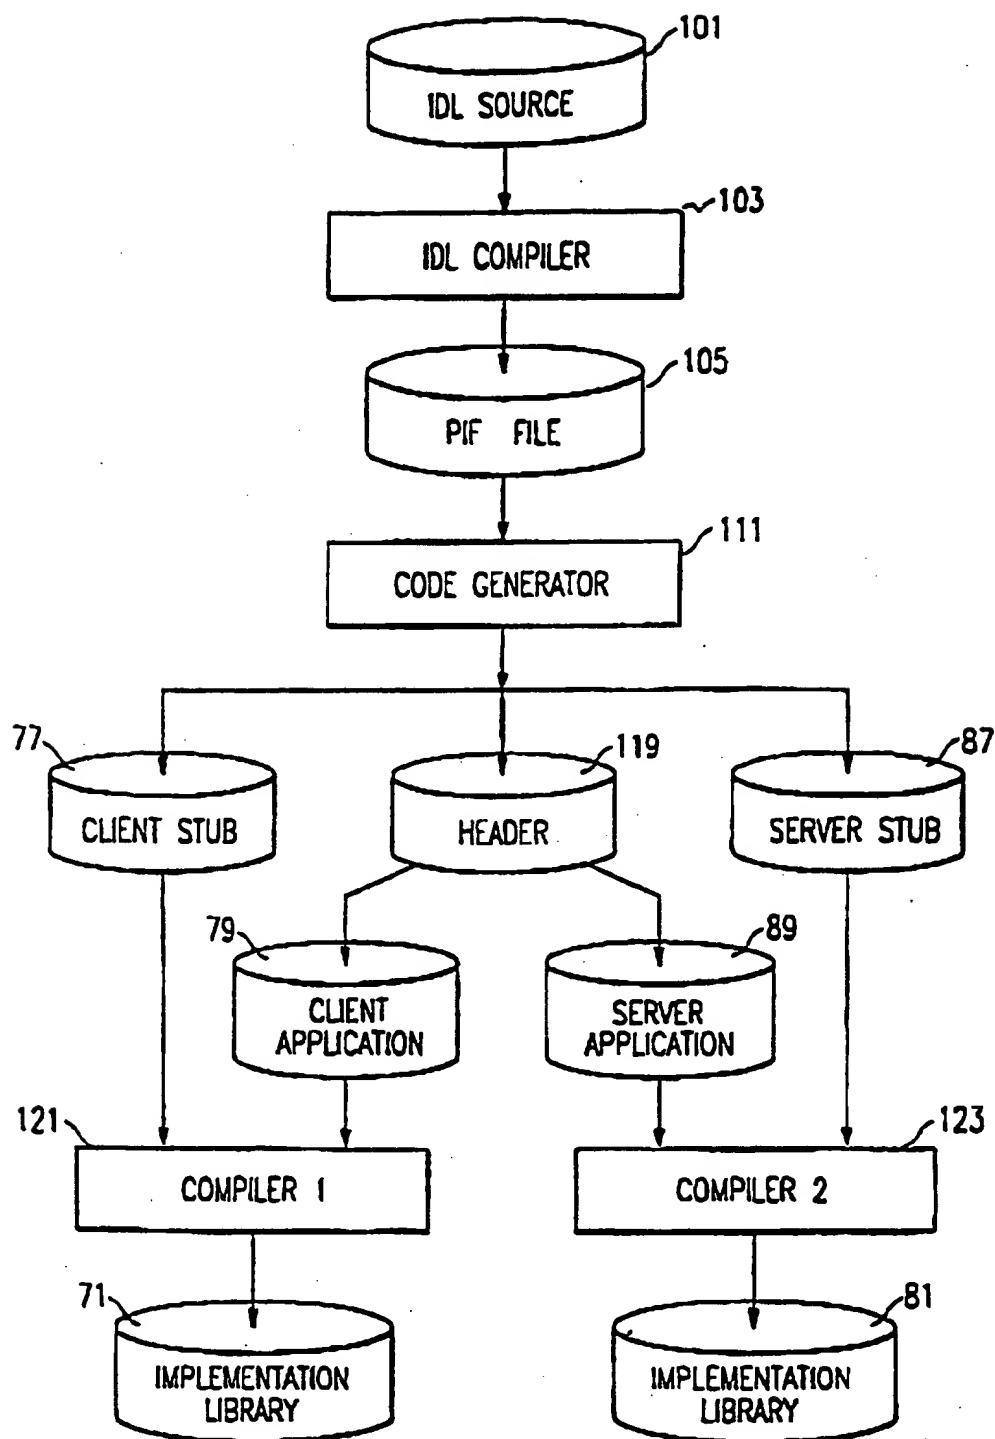 101
IDL SOURCE
103
IDL COMPILER
105
PIF FILE
111
CODE GENERATOR
77
119
87
CLIENT STUB
HEADER
SERVER STUB
79
89
CLIENT
APPLICATION
SERVER
APPLICATION
121
123
COMPILER 1
COMPILER 2
71
81
IMPLEMENTATION
LIBRARY
IMPLEMENTATION
LIBRARY